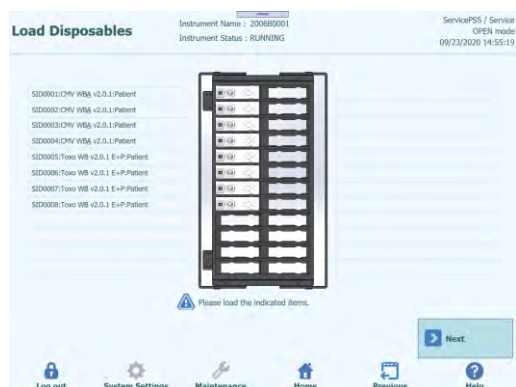 Load Disposables
Instrument Name : 200680001
Instrument Status : RUNNING
ServicePSS / Service
OPEN mode
09/23/2020 14:55:19
SID0001:CMV WBA v2.0.1:Patient
SID0002:CMV WBA v2.0.1:Patient
SID0003:CMV WBA v2.0.1:Patient
SID0004:CMV WBA v2.0.1:Patient
SID0005:Toxo WB v2.0.1 E+P:Patient
SID0006:Toxo WB v2.0.1 E+P:Patient
SID0007:Toxo WB v2.0.1 E+P:Patient
SID0008:Toxo WB v2.0.1 E+P:Patient
Please load the indicated items.
Next
Log out
System Settings
Maintenance
Home
Previous
Help